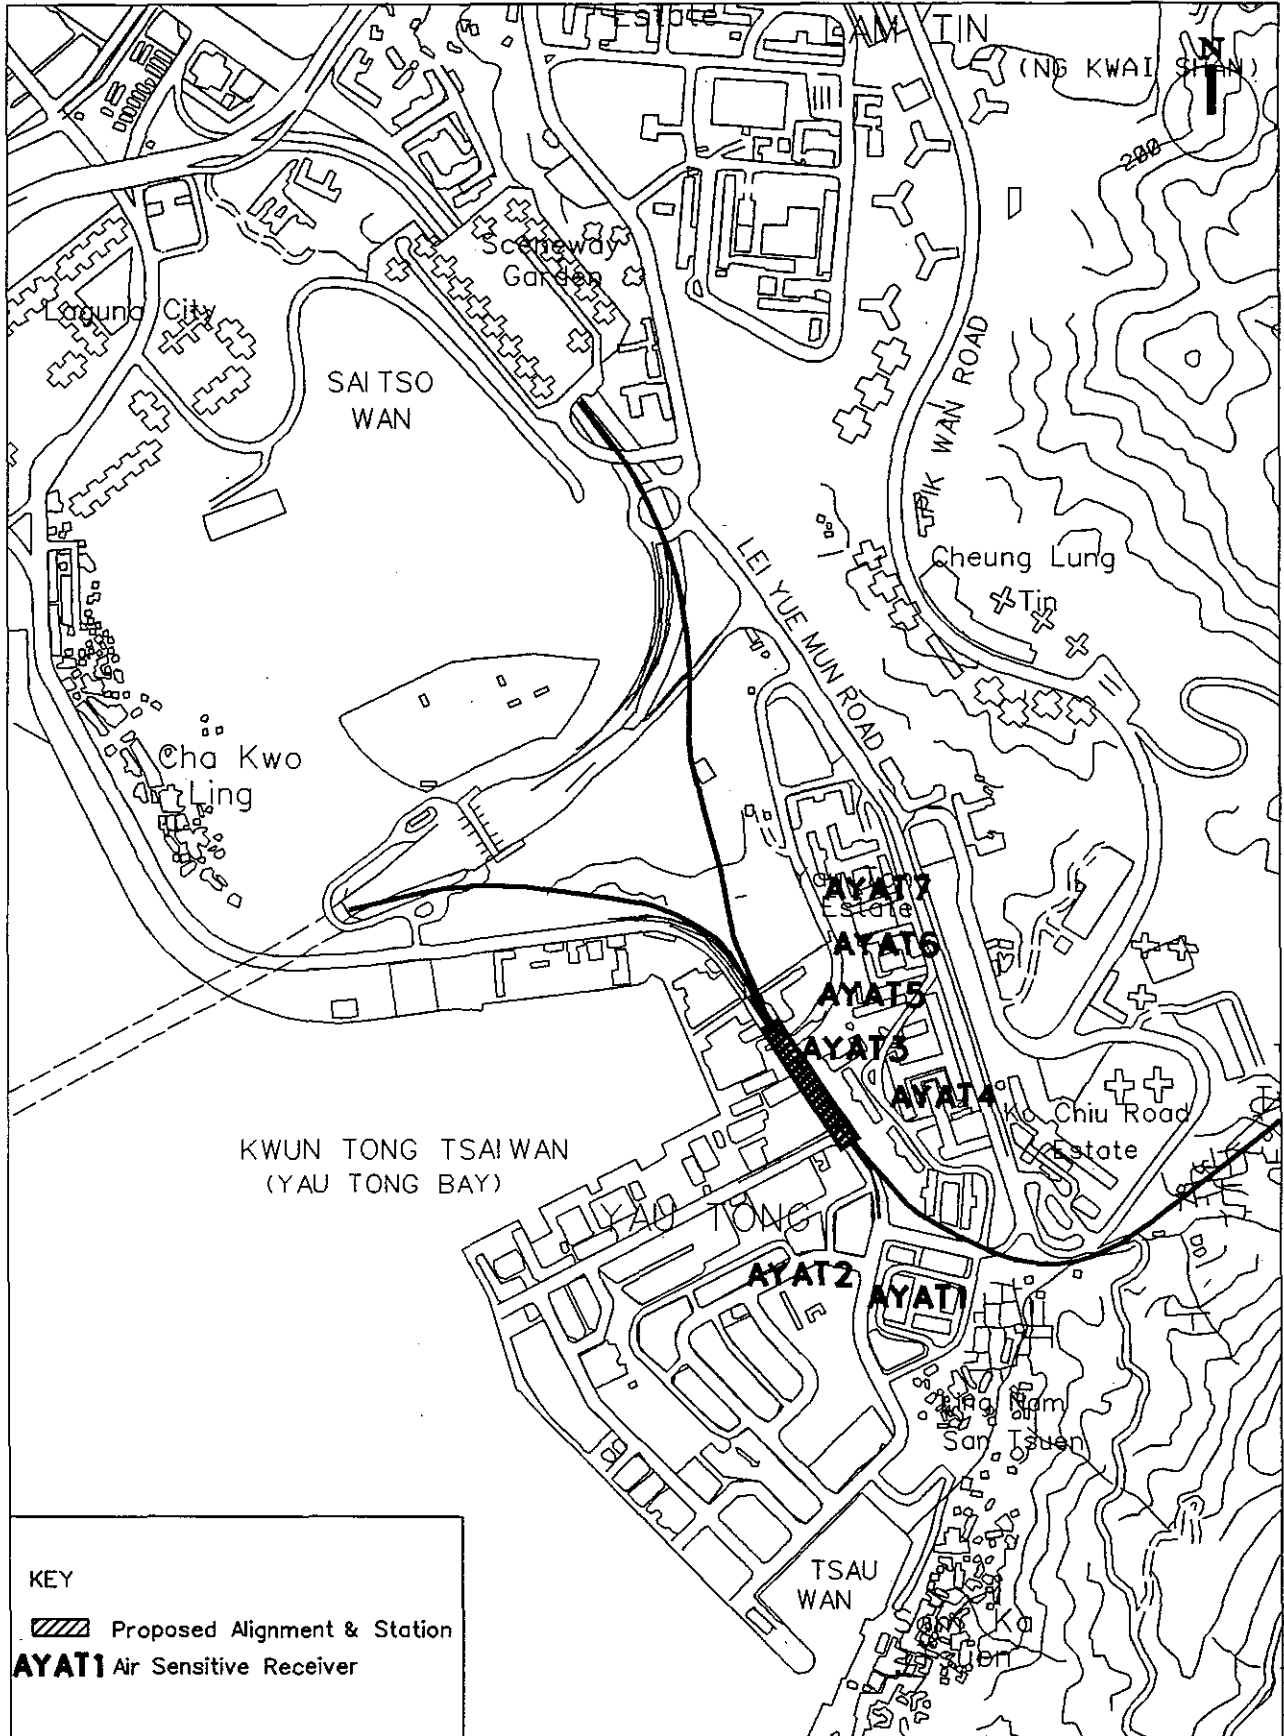 Estate
LAM TIN
N
(NG KWAI SHAN)
200
Sceneway
Garden
Laguna City
SAI TSO
WAN
PIK WAN ROAD
LEI YUE MUN ROAD
Cheung Lung
Tin
Cha Kwo
Ling
AYAT7
Estate
AYAT6
AYAT5
AYAT3
AYAT4
Ko Chiu Road
Estate
KWUN TONG TSAI WAN
(YAU TONG BAY)
YAU TONG
AYAT2
AYAT1
Ling Nam
San Tsuen
TSAU
WAN
KEY
Proposed Alignment & Station
AYAT1 Air Sensitive Receiver